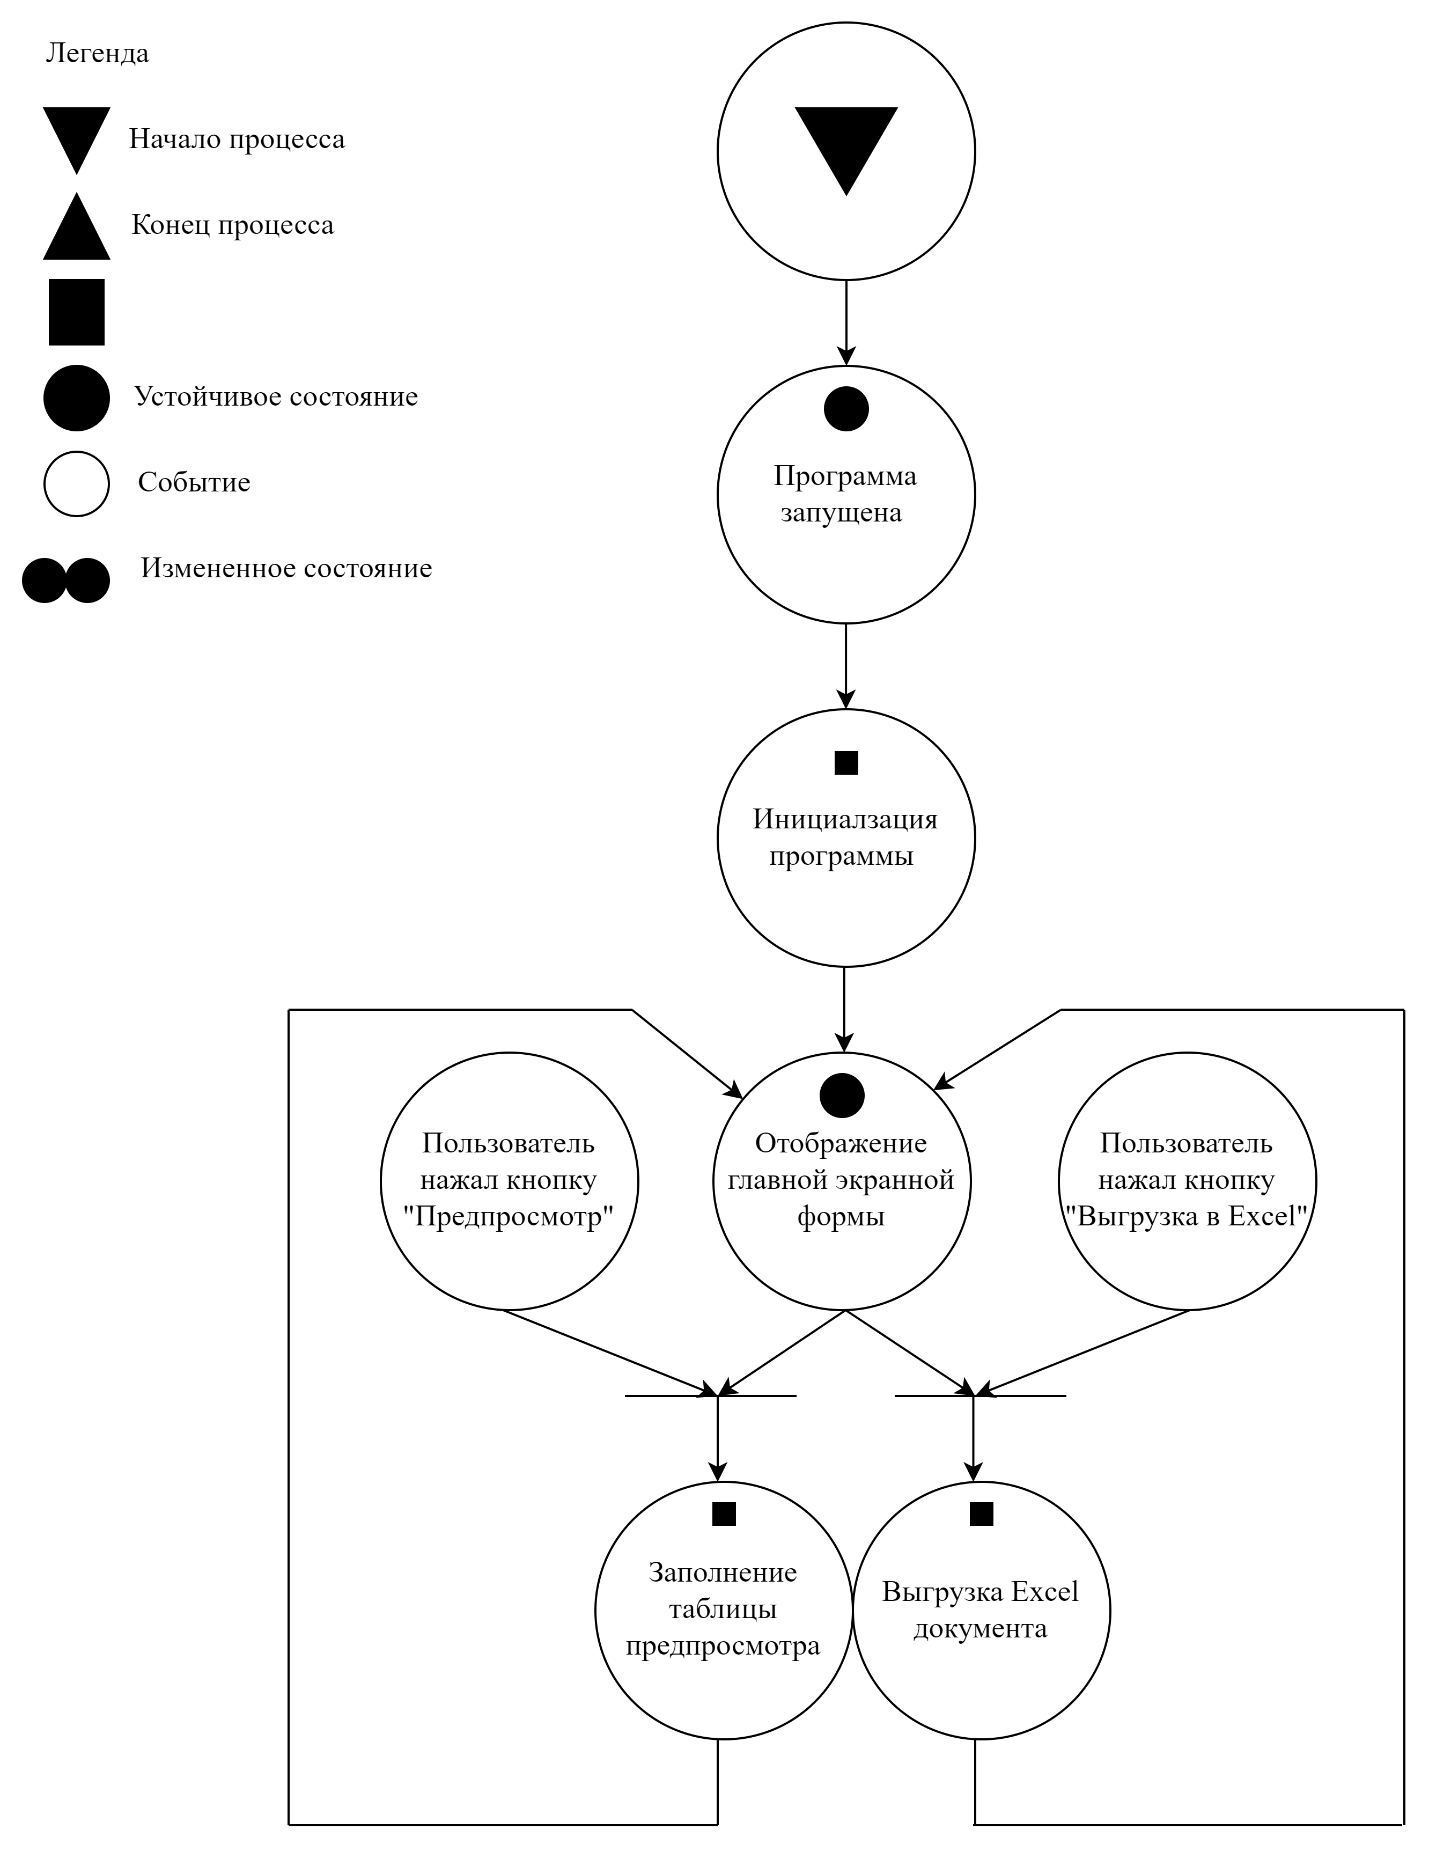 Легенда
Начало процесса
Конец процесса
Устойчивое состояние
Событие
Измененное состояние
Программа
запущена
Инициалзация
программы
Пользователь
нажал кнопку
"Предпросмотр"
Отображение
главной экранной
формы
Пользователь
нажал кнопку
"Выгрузка в Excel"
Заполнение
таблицы
предпросмотра
Выгрузка Excel
документа